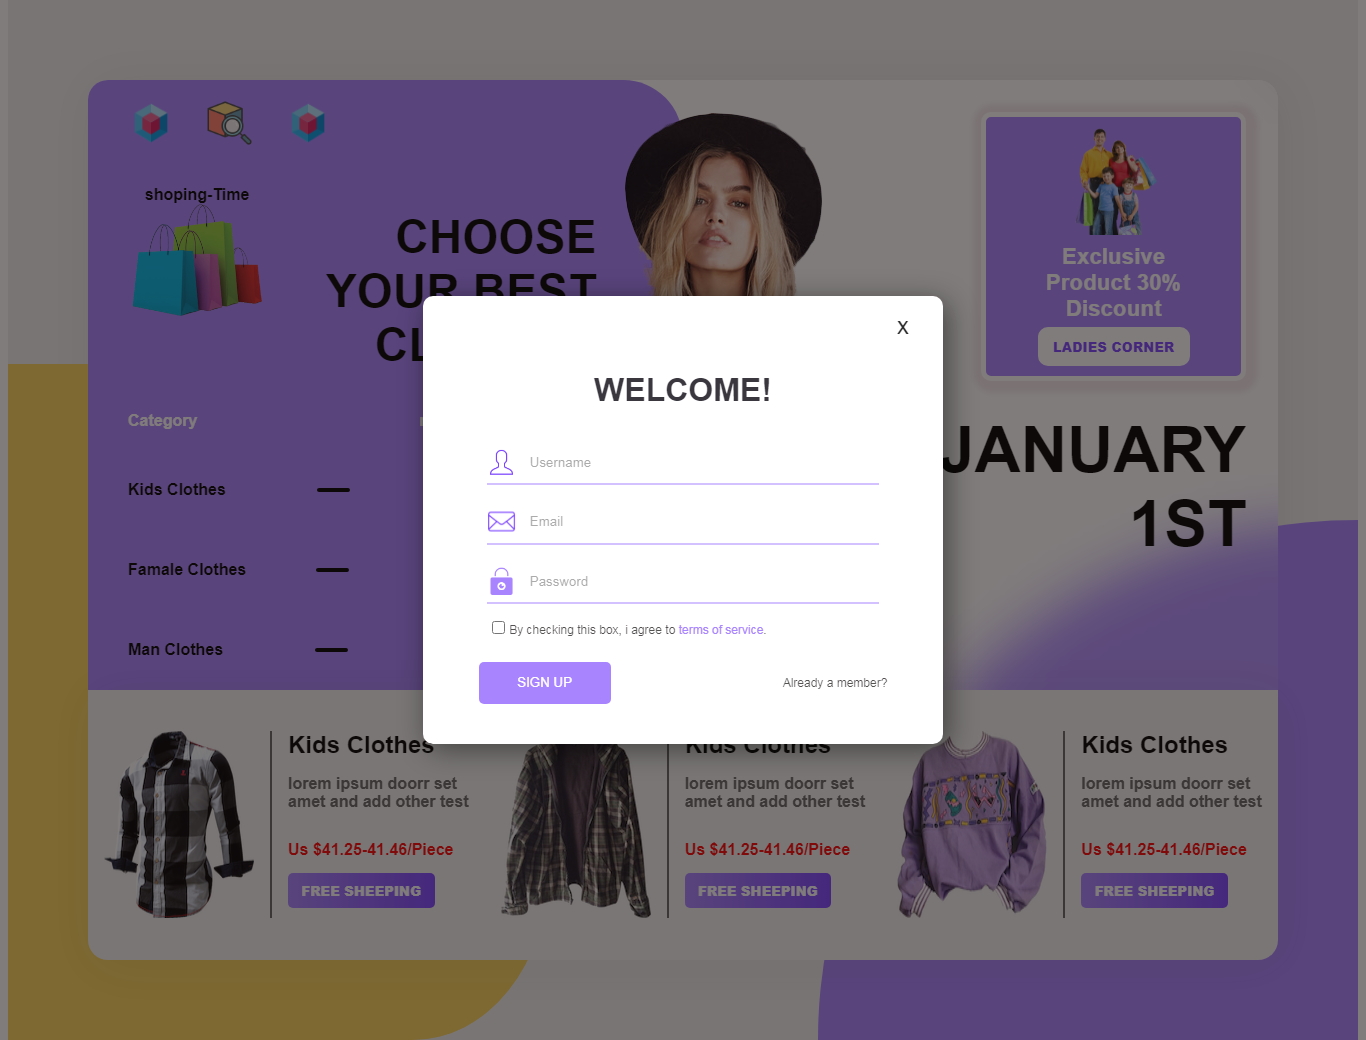 shoping-Time
CHOOSE
YOUR BEST
CL
Exclusive
Product 30%
Discount
LADIES CORNER
Category
JANUARY
1ST
Kids Clothes
Famale Clothes
Man Clothes
X
WELCOME!
Username
Email
Password
By checking this box, i agree to terms of service.
SIGN UP
Already a member?
Kids Clothes
lorem ipsum doorr set
amet and add other test
Us $41.25-41.46/Piece
FREE SHEEPING
Kids Clothes
lorem ipsum doorr set
amet and add other test
Us $41.25-41.46/Piece
FREE SHEEPING
Kids Clothes
lorem ipsum doorr set
amet and add other test
Us $41.25-41.46/Piece
FREE SHEEPING